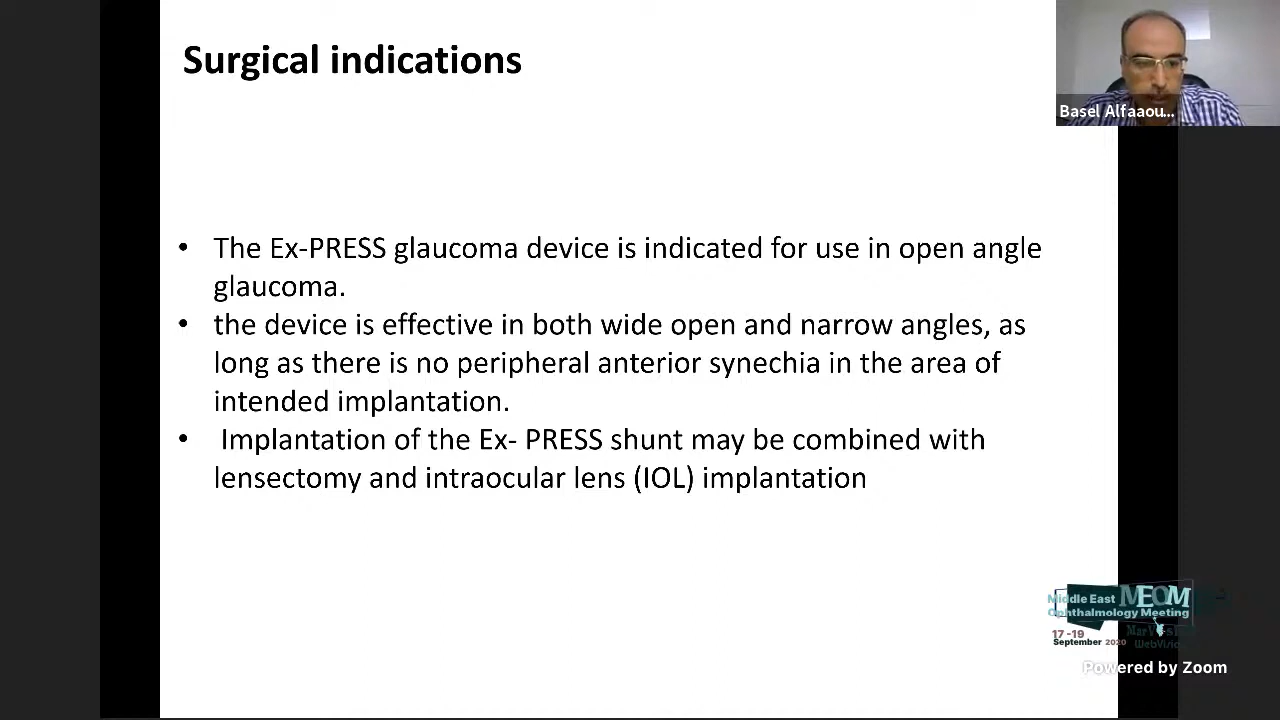 Surgical indications
Basel Alfaaou...
• The Ex-PRESS glaucoma device is indicated for use in open angle
glaucoma.
• the device is effective in both wide open and narrow angles, as
long as there is no peripheral anterior synechia in the area of
intended implantation.
• Implantation of the Ex- PRESS shunt may be combined with
lensectomy and intraocular lens (IOL) implantation
Middle East MEOM
Ophthalmology Meeting
17-19
September 2020
Powered by Zoom